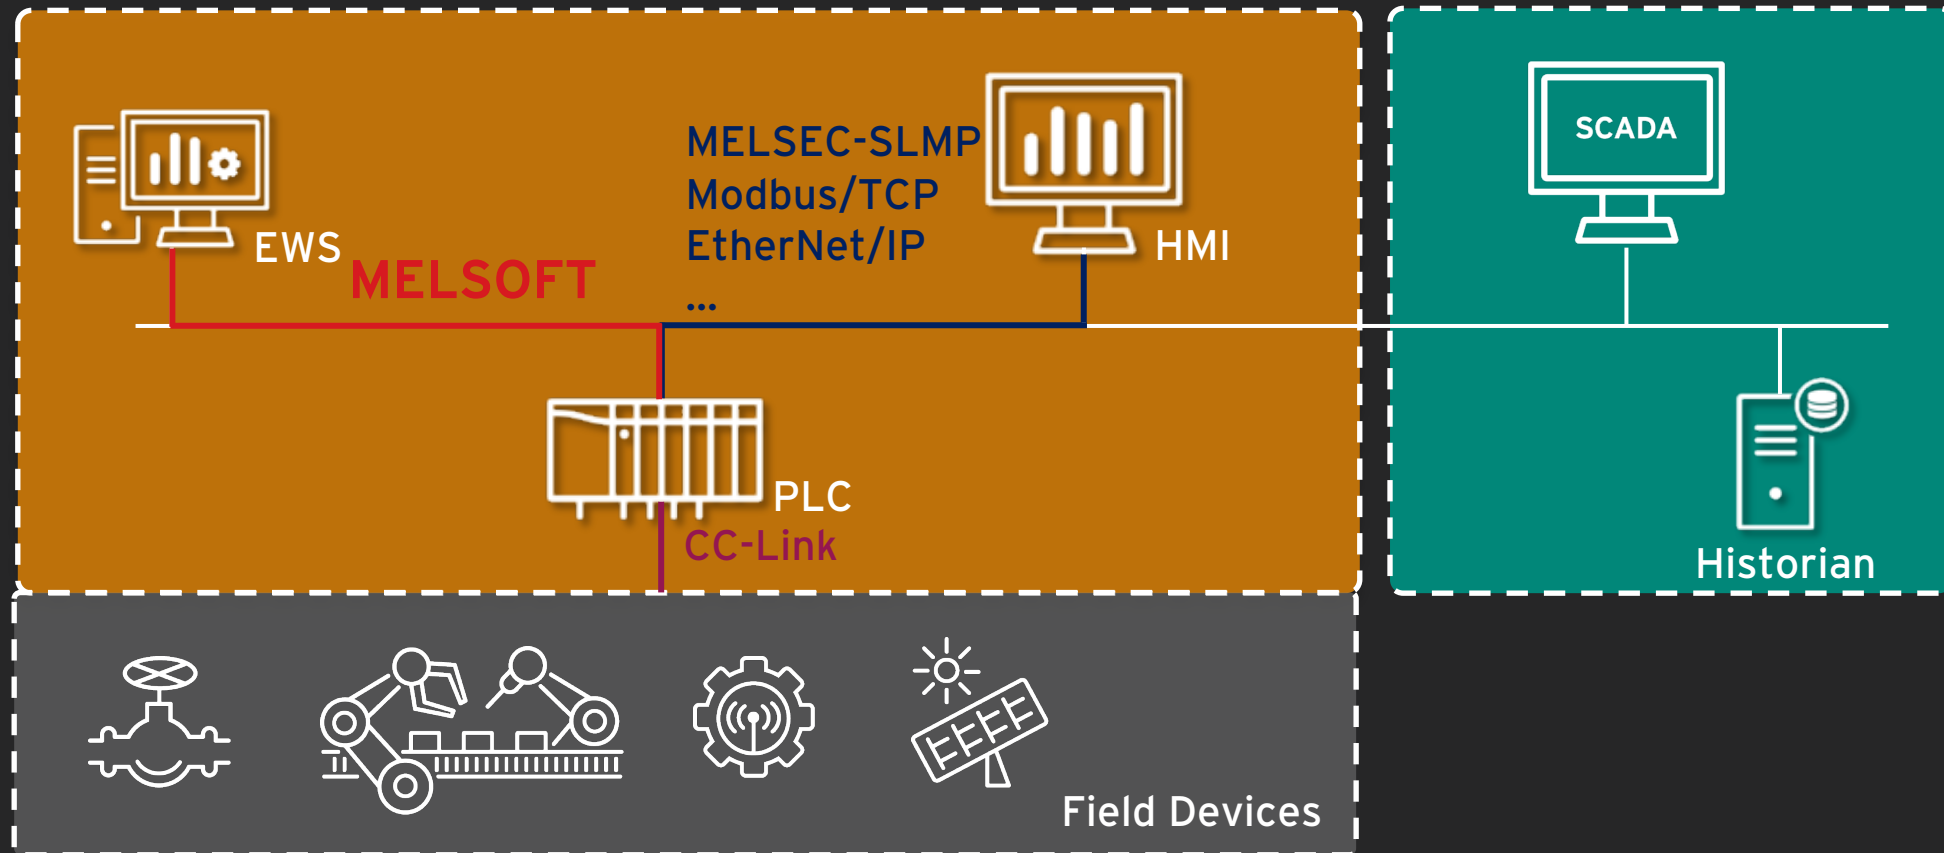 EWS
MELSOFT
MELSEC-SLMP
Modbus/TCP
EtherNet/IP
...
HMI
SCADA
PLC
CC-Link
Historian
Field Devices